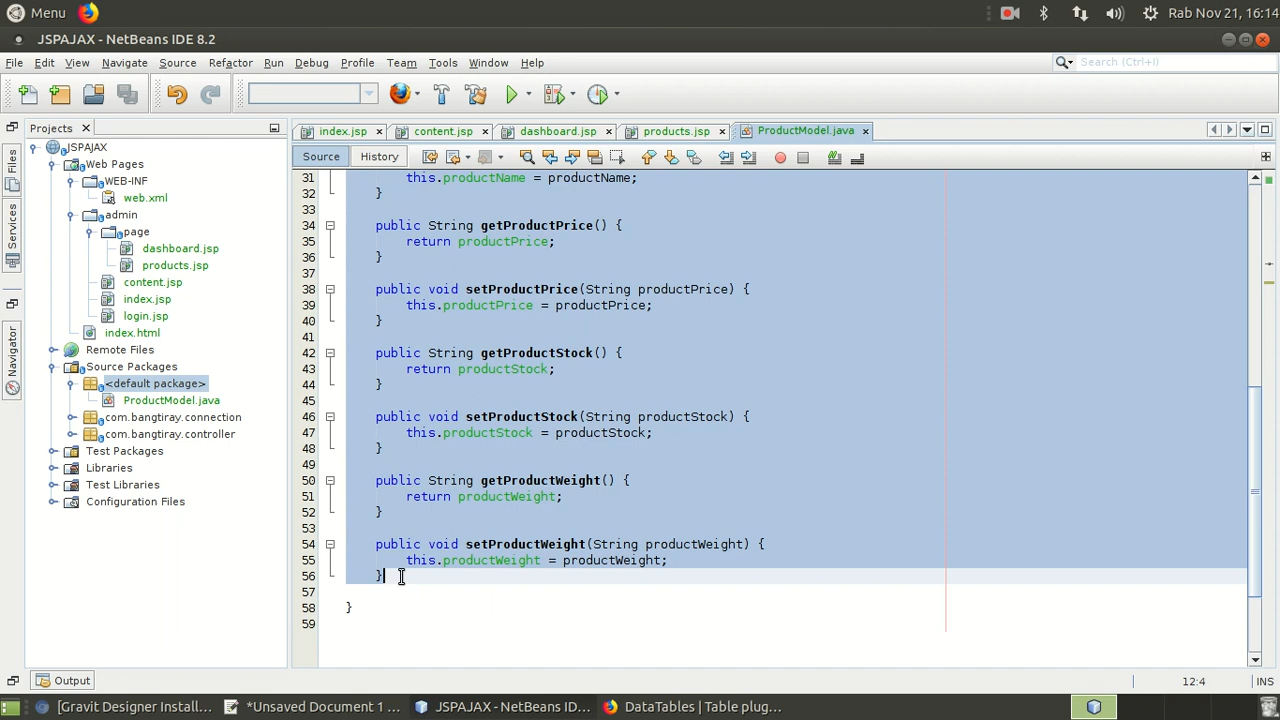 Menu
Rab Nov 21, 16:14
JSPAJAX - NetBeans IDE 8.2
File Edit View Navigate Source Refactor Run Debug Profile Team Tools Window Help
Search (Ctrl+I)
Projects
index.jsp content.jsp dashboard.jsp products.jsp ProductModel.java
Source History
Files
Services
Navigator
JSPAJAX
Web Pages
WEB-INF
web.xml
admin
page
dashboard.jsp
products.jsp
content.jsp
index.jsp
login.jsp
index.html
Remote Files
Source Packages
<default package>
ProductModel.java
com.bangtiray.connection
com.bangtiray.controller
Test Packages
Libraries
Test Libraries
Configuration Files
31 this.productName = productName;
32 }
33
34 public String getProductPrice() {
35 return productPrice;
36 }
37
38 public void setProductPrice(String productPrice) {
39 this.productPrice = productPrice;
40 }
41
42 public String getProductStock() {
43 return productStock;
44 }
45
46 public void setProductStock(String productStock) {
47 this.productStock = productStock;
48 }
49
50 public String getProductWeight() {
51 return productWeight;
52 }
53
54 public void setProductWeight(String productWeight) {
55 this.productWeight = productWeight;
56 }
57
58 }
59
Output
12:4 INS
[Gravit Designer Install... *Unsaved Document 1 ... JSPAJAX - NetBeans ID... DataTables | Table plug...